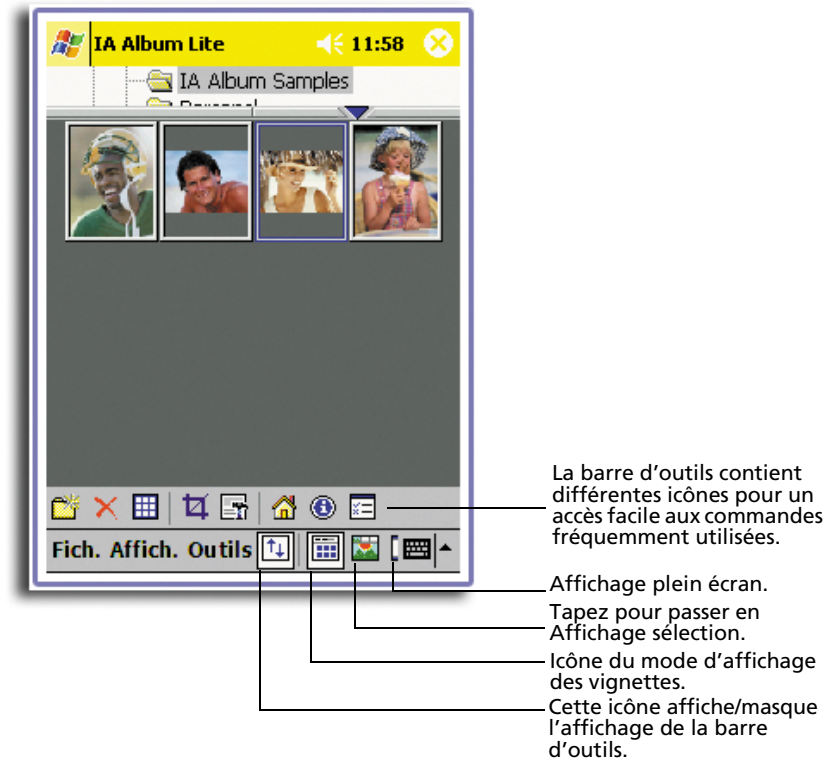 IA Album Lite 11:58
IA Album Samples
Personal
La barre d’outils contient
différentes icônes pour un
accès facile aux commandes
fréquemment utilisées.
Fich. Affich. Outils
Affichage plein écran.
Tapez pour passer en
Affichage sélection.
Icône du mode d’affichage
des vignettes.
Cette icône affiche/masque
l’affichage de la barre
d’outils.